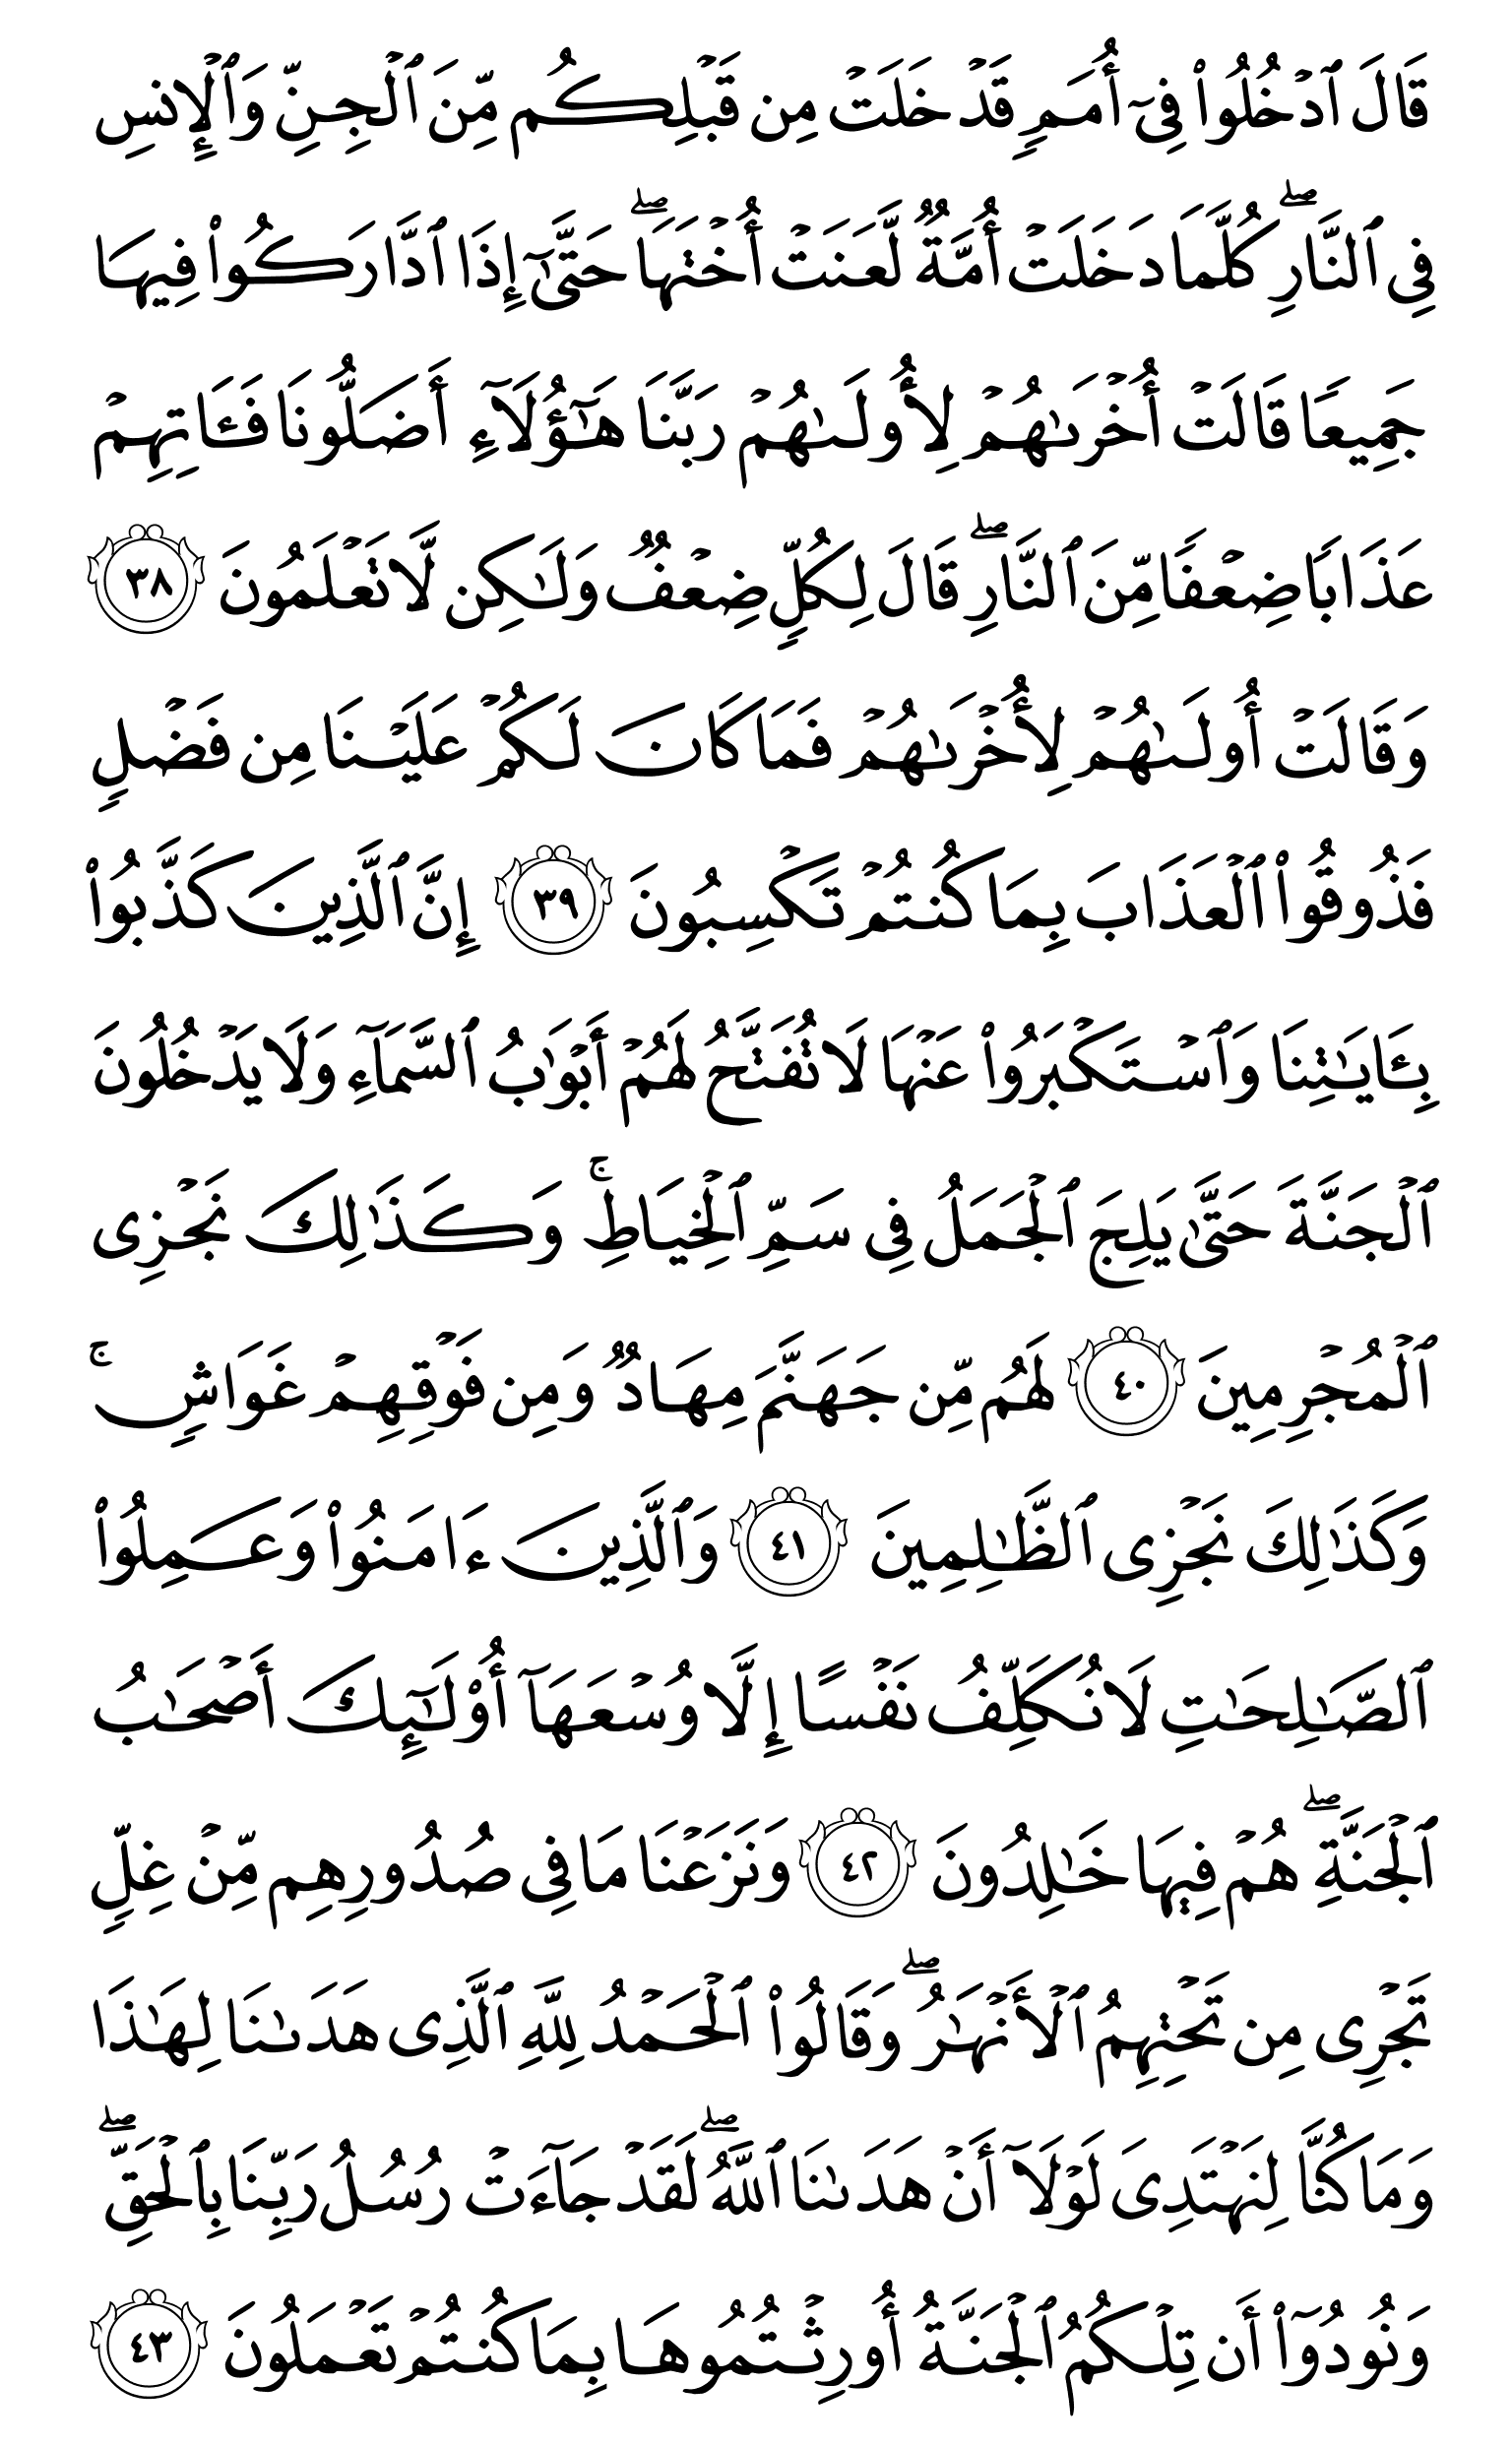 قَالَ ٱدْخُلُوا۟ فِىٓ أُمَمٍ قَدْ خَلَتْ مِن قَبْلِكُم مِّنَ ٱلْجِنِّ وَٱلْإِنسِ
فِى ٱلنَّارِ ۖ كُلَّمَا دَخَلَتْ أُمَّةٌ لَّعَنَتْ أُخْتَهَا ۖ حَتَّىٰٓ إِذَا ٱدَّارَكُوا۟ فِيهَا
جَمِيعًا قَالَتْ أُخْرَىٰهُمْ لِأُولَىٰهُمْ رَبَّنَا هَٰٓؤُلَآءِ أَضَلُّونَا فَـَٔاتِهِمْ
عَذَابًا ضِعْفًا مِّنَ ٱلنَّارِ ۖ قَالَ لِكُلٍّ ضِعْفٌ وَلَٰكِن لَّا تَعْلَمُونَ ٣٨
وَقَالَتْ أُولَىٰهُمْ لِأُخْرَىٰهُمْ فَمَا كَانَ لَكُمْ عَلَيْنَا مِن فَضْلٍ
فَذُوقُوا۟ ٱلْعَذَابَ بِمَا كُنتُمْ تَكْسِبُونَ ٣٩ إِنَّ ٱلَّذِينَ كَذَّبُوا۟
بِـَٔايَٰتِنَا وَٱسْتَكْبَرُوا۟ عَنْهَا لَا تُفَتَّحُ لَهُمْ أَبْوَٰبُ ٱلسَّمَآءِ وَلَا يَدْخُلُونَ
ٱلْجَنَّةَ حَتَّىٰ يَلِجَ ٱلْجَمَلُ فِى سَمِّ ٱلْخِيَاطِ ۚ وَكَذَٰلِكَ نَجْزِى
ٱلْمُجْرِمِينَ ٤٠ لَهُم مِّن جَهَنَّمَ مِهَادٌ وَمِن فَوْقِهِمْ غَوَاشٍ ۚ
وَكَذَٰلِكَ نَجْزِى ٱلظَّٰلِمِينَ ٤١ وَٱلَّذِينَ ءَامَنُوا۟ وَعَمِلُوا۟
ٱلصَّٰلِحَٰتِ لَا نُكَلِّفُ نَفْسًا إِلَّا وُسْعَهَآ أُو۟لَٰٓئِكَ أَصْحَٰبُ
ٱلْجَنَّةِ ۖ هُمْ فِيهَا خَٰلِدُونَ ٤٢ وَنَزَعْنَا مَا فِى صُدُورِهِم مِّنْ غِلٍّ
تَجْرِى مِن تَحْتِهِمُ ٱلْأَنْهَٰرُ ۖ وَقَالُوا۟ ٱلْحَمْدُ لِلَّهِ ٱلَّذِى هَدَىٰنَا لِهَٰذَا
وَمَا كُنَّا لِنَهْتَدِىَ لَوْلَآ أَنْ هَدَىٰنَا ٱللَّهُ ۖ لَقَدْ جَآءَتْ رُسُلُ رَبِّنَا بِٱلْحَقِّ ۖ
وَنُودُوٓا۟ أَن تِلْكُمُ ٱلْجَنَّةُ أُورِثْتُمُوهَا بِمَا كُنتُمْ تَعْمَلُونَ ٤٣